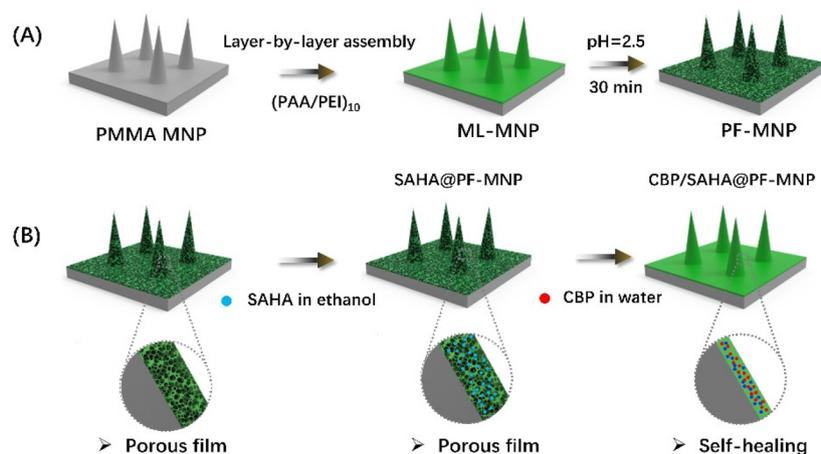 (A)
Layer-by-layer assembly
(PAA/PEI)₁₀
pH=2.5
30 min
PMMA MNP
ML-MNP
PF-MNP
SAHA@PF-MNP
CBP/SAHA@PF-MNP
(B)
SAHA in ethanol
CBP in water
➢ Porous film
➢ Porous film
➢ Self-healing